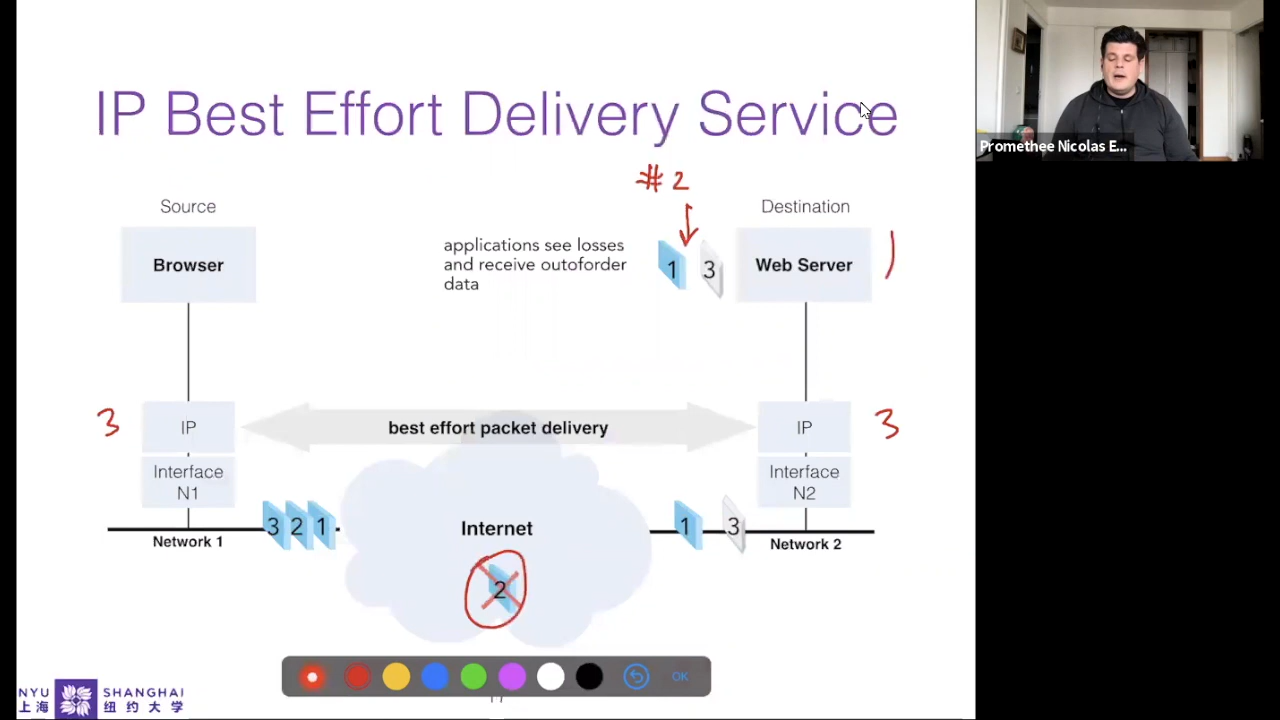 IP Best Effort Delivery Service
Promethee Nicolas E...
# 2
Source
Destination
Browser
applications see losses
and receive outoforder
data
1 3
Web Server
3
IP
best effort packet delivery
IP
3
Interface
N1
Interface
N2
3 2 1
Internet
1 3
Network 1
Network 2
2
OK
NYU SHANGHAI
上海 纽约大学